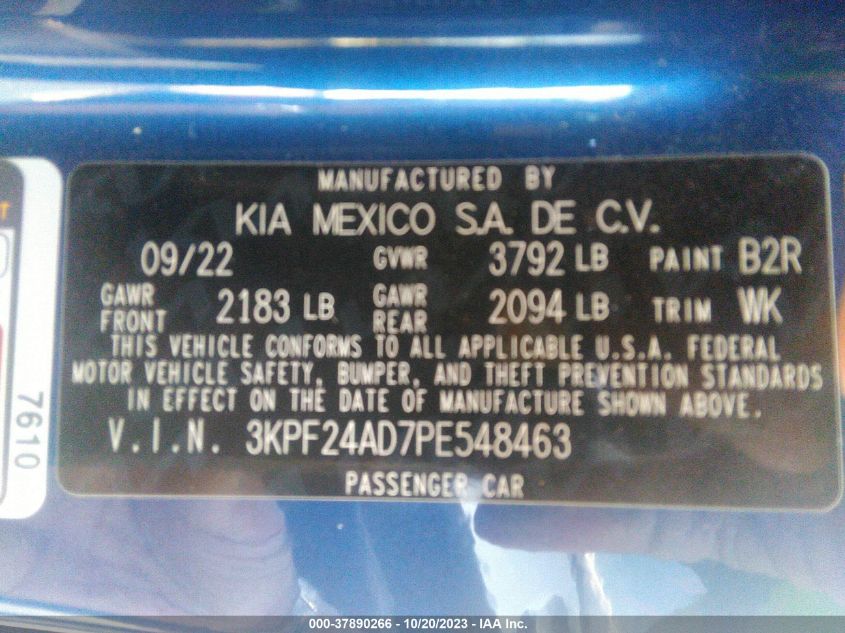 MANUFACTURED BY
KIA MEXICO S.A. DE C.V.
09/22 GVWR 3792 LB PAINT B2R
GAWR FRONT 2183 LB GAWR REAR 2094 LB TRIM WK
THIS VEHICLE CONFORMS TO ALL APPLICABLE U.S.A. FEDERAL
MOTOR VEHICLE SAFETY, BUMPER, AND THEFT PREVENTION STANDARDS
IN EFFECT ON THE DATE OF MANUFACTURE SHOWN ABOVE.
V.I.N. 3KPF24AD7PE548463
PASSENGER CAR
7610
000-37890266 - 10/20/2023 - IAA Inc.